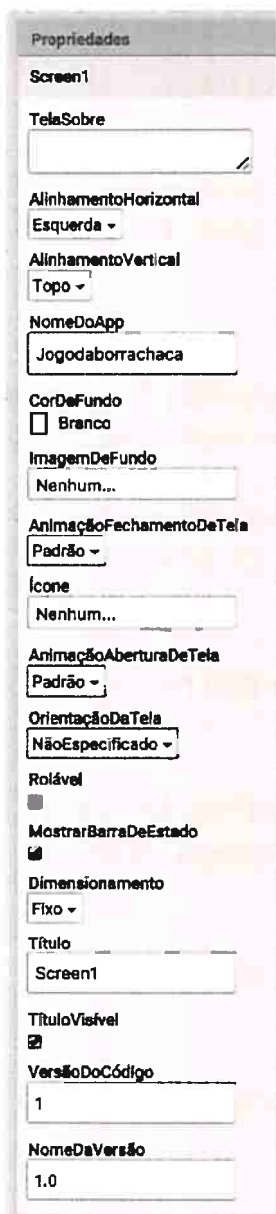 Propriedades
Screen1
TelaSobre
AlinhamentoHorizontal
Esquerda
AlinhamentoVertical
Topo
NomeDoApp
Jogodaborrachaca
CorDeFundo
Branco
ImagemDeFundo
Nenhum...
AnimaçãoFechamentoDeTela
Padrão
Ícone
Nenhum...
AnimaçãoAberturaDeTela
Padrão
OrientaçãoDaTela
NãoEspecificado
Rolável
MostrarBarraDeEstado
Dimensionamento
Fixo
Título
Screen1
TítuloVisível
VersãoDoCódigo
1
NomeDaVersão
1.0